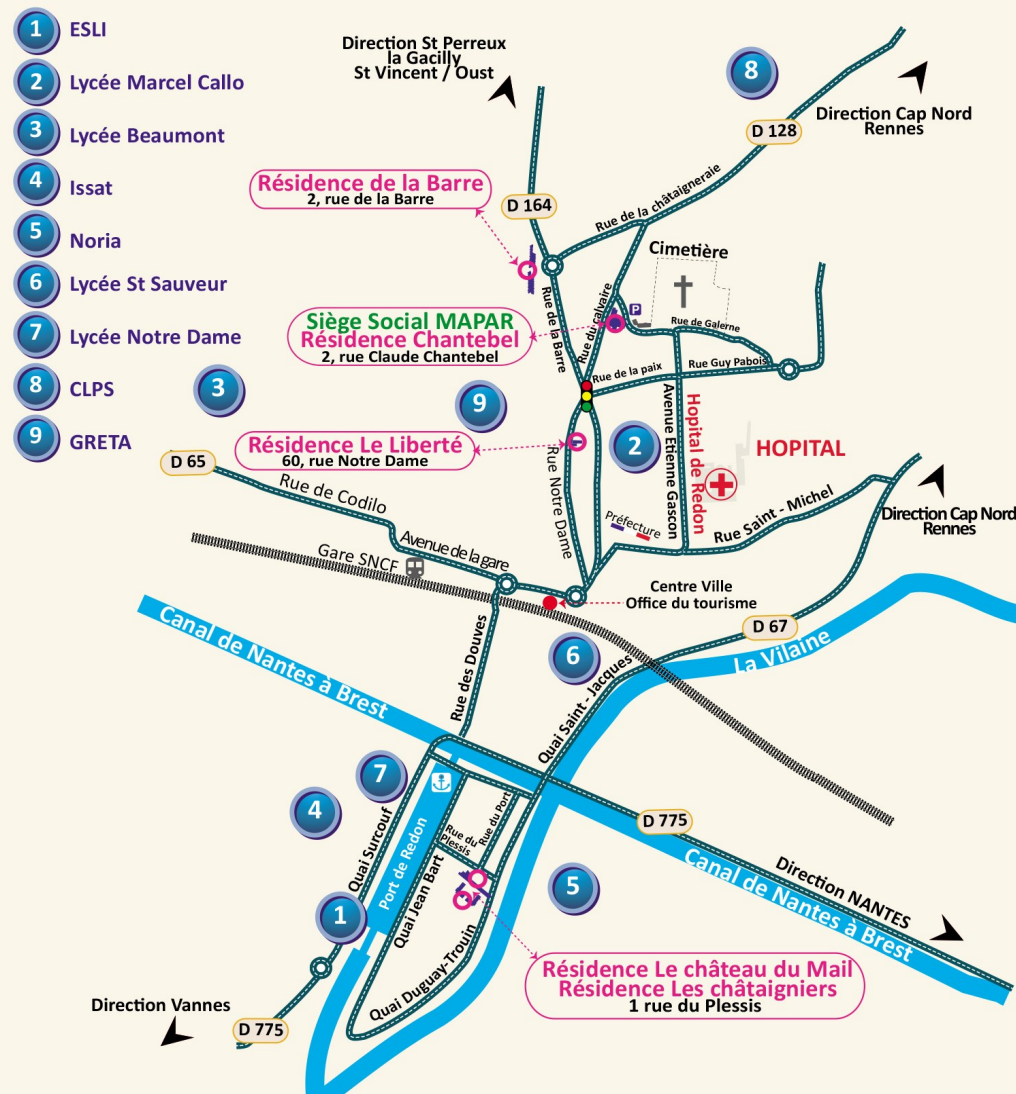 1 ESLI
2 Lycée Marcel Callo
3 Lycée Beaumont
4 Issat
5 Noria
6 Lycée St Sauveur
7 Lycée Notre Dame
8 CLPS
9 GRETA
Direction St Perreux
la Gacilly
St Vincent / Oust
8
Direction Cap Nord
Rennes
D 128
Résidence de la Barre
2, rue de la Barre
D 164
Rue de la châtaigneraie
Cimetière
P
Rue de la Barre
Rue du calvaire
Siège Social MAPAR
Résidence Chantebel
2, rue Claude Chantebel
Rue de Galerne
Rue Guy Pabois
Rue de la paix
3
9
2
Résidence Le Liberté
60, rue Notre Dame
Avenue Etienne Gascon
Hopital de Redon
HOPITAL
D 65
Rue de Codilo
Rue Notre Dame
Préfecture
Rue Saint - Michel
Direction Cap Nord
Rennes
Avenue de la gare
Gare SNCF
Centre Ville
Office du tourisme
D 67
Canal de Nantes à Brest
Rue des Douves
6
La Vilaine
Quai Saint - Jacques
7
4
Quai Surcouf
Port de Redon
Rue du
Plessis
Rue du Port
D 775
Quai Jean Bart
5
1
Direction NANTES
Canal de Nantes à Brest
Quai Duguay-Trouin
Résidence Le château du Mail
Résidence Les châtaigniers
1 rue du Plessis
Direction Vannes
D 775